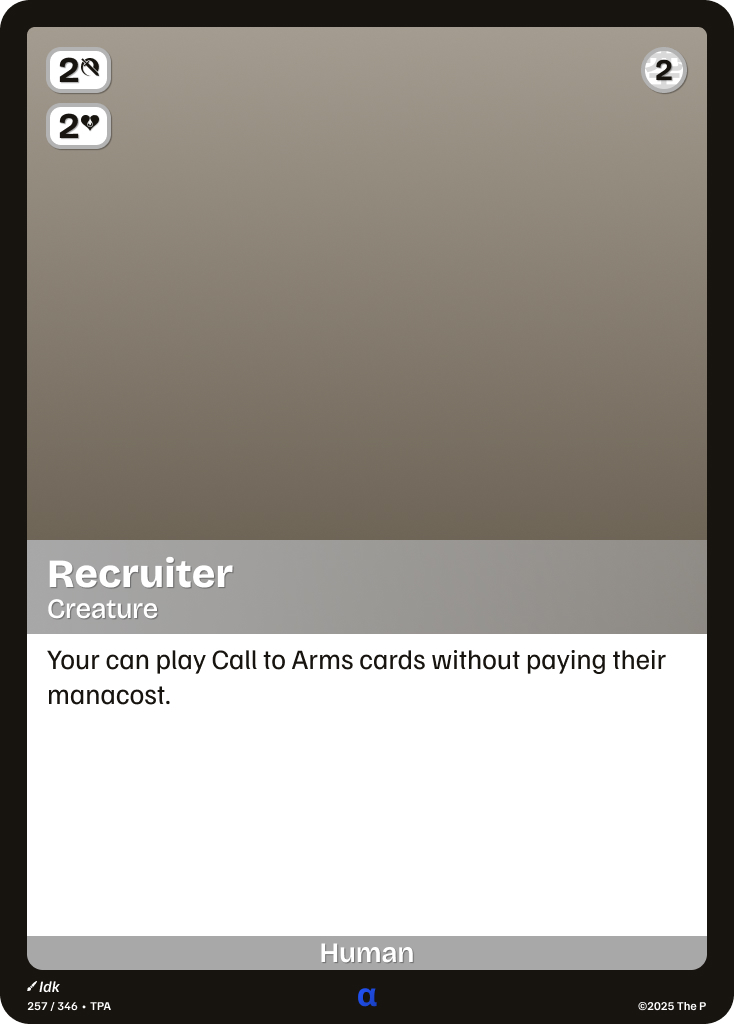 2
2
2
Recruiter
Creature
Your can play Call to Arms cards without paying their
manacost.
Human
Idk
257 / 346 • TPA
α
©2025 The P